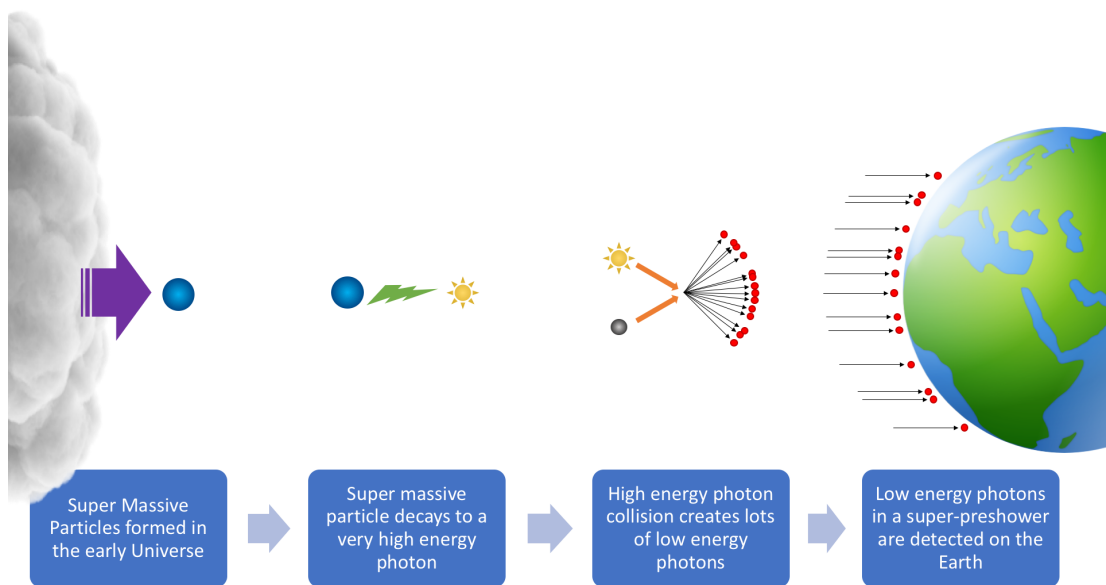 Super Massive
Particles formed in
the early Universe
Super massive
particle decays to a
very high energy
photon
High energy photon
collision creates lots
of low energy
photons
Low energy photons
in a super-preshower
are detected on the
Earth